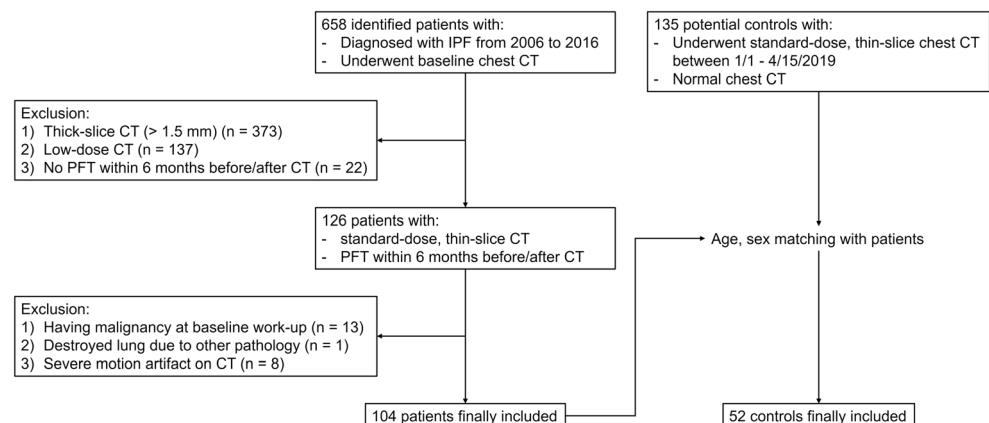 658 identified patients with:
- Diagnosed with IPF from 2006 to 2016
- Underwent baseline chest CT
135 potential controls with:
- Underwent standard-dose, thin-slice chest CT
between 1/1 - 4/15/2019
- Normal chest CT
Exclusion:
1) Thick-slice CT (> 1.5 mm) (n = 373)
2) Low-dose CT (n = 137)
3) No PFT within 6 months before/after CT (n = 22)
126 patients with:
- standard-dose, thin-slice CT
- PFT within 6 months before/after CT
Age, sex matching with patients
Exclusion:
1) Having malignancy at baseline work-up (n = 13)
2) Destroyed lung due to other pathology (n = 1)
3) Severe motion artifact on CT (n = 8)
104 patients finally included
52 controls finally included